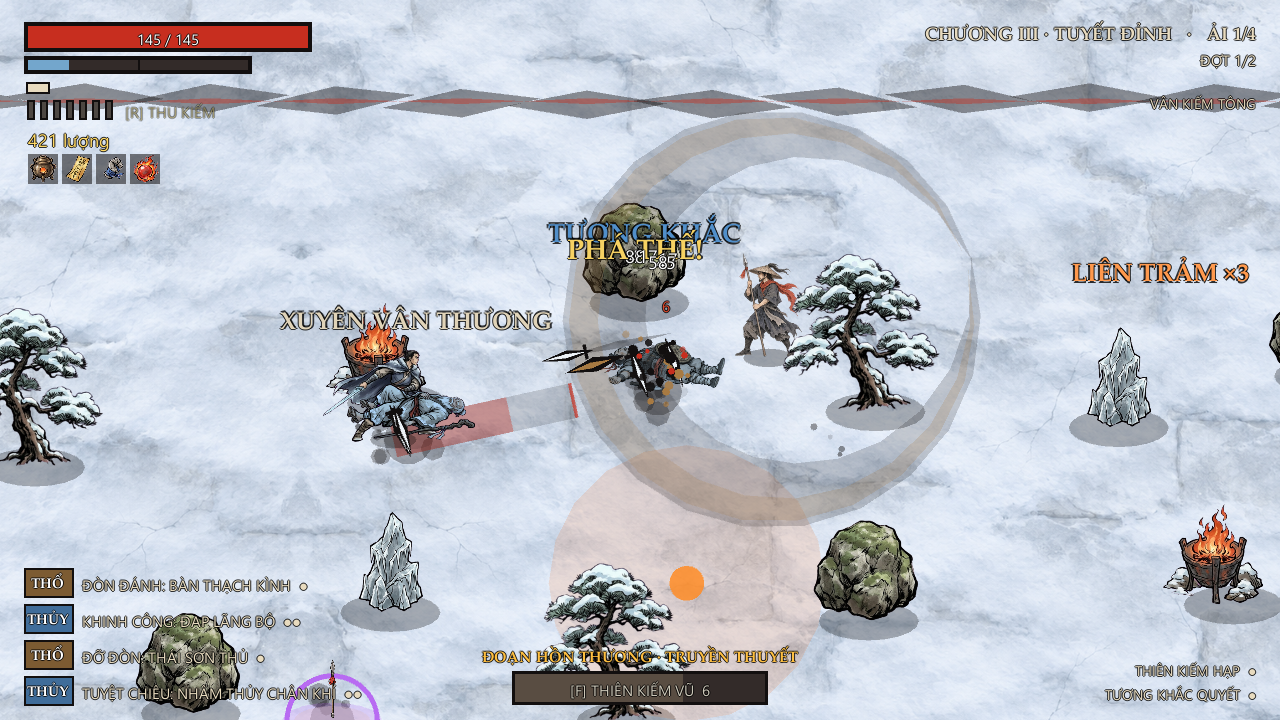 145 / 145
CHƯƠNG III · TUYẾT ĐỈNH · ẢI 1/4
ĐỢT 1/2
VẠN KIẾM TÔNG
[R] THU KIẾM
421 lượng
TƯƠNG KHẮC
PHÁ THẾ!
585
6
LIÊN TRẢM ×3
XUYÊN VÂN THƯƠNG
THỔ ĐÒN ĐÁNH: BÀN THẠCH KÌNH
THỦY KHINH CÔNG: ĐẠP LÃNG BỘ
THỔ ĐỠ ĐÒN: THÁI SƠN THỦ
THỦY TUYỆT CHIÊU: NHÂM THỦY CHÂN KHÍ
ĐOẠN HỒN THƯƠNG · TRUYỀN THUYẾT
[F] THIÊN KIẾM VŨ 6
THIÊN KIẾM HẠP
TƯƠNG KHẮC QUYẾT